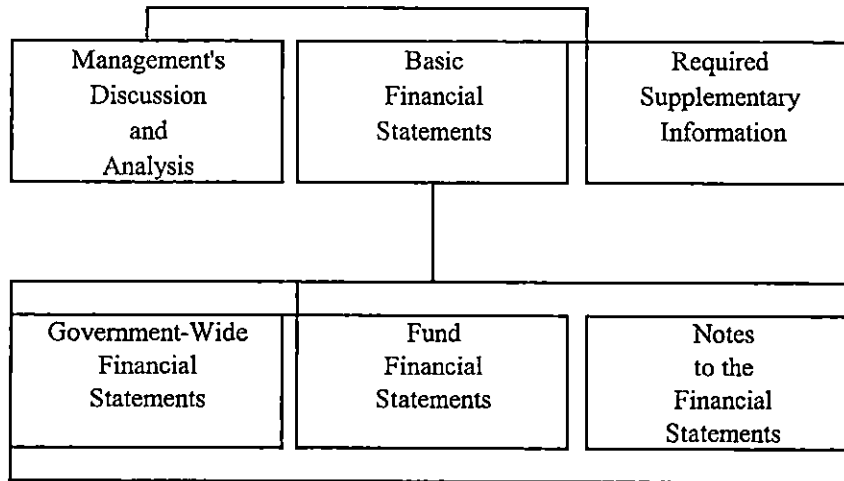 Management's
Discussion
and
Analysis
Basic
Financial
Statements
Required
Supplementary
Information
Government-Wide
Financial
Statements
Fund
Financial
Statements
Notes
to the
Financial
Statements